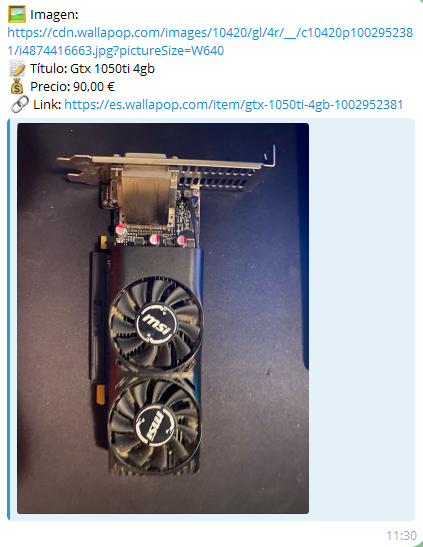 🖼️ Imagen:
https://cdn.wallapop.com/images/10420/gl/4r/__/c10420p100295238
1/i4874416663.jpg?pictureSize=W640
📝 Título: Gtx 1050ti 4gb
💰 Precio: 90,00 €
🔗 Link: https://es.wallapop.com/item/gtx-1050ti-4gb-1002952381
msi
msi
11:30